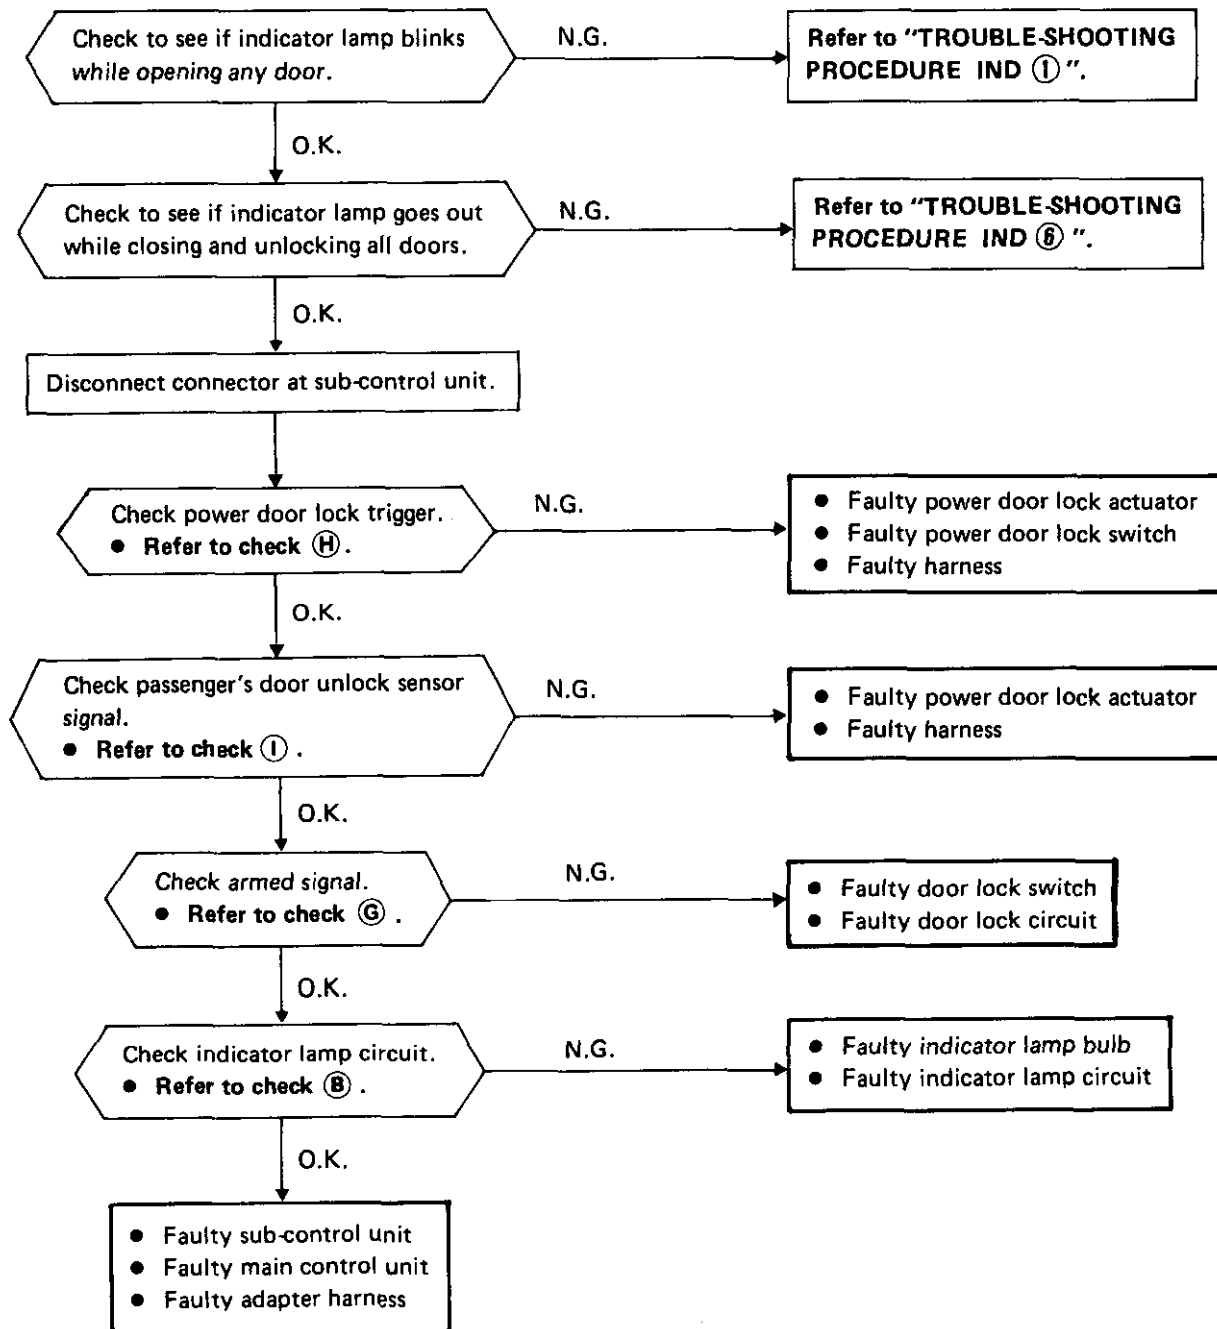 Check to see if indicator lamp blinks
while opening any door.
N.G.
Refer to "TROUBLE-SHOOTING
PROCEDURE IND ① ".
O.K.
Check to see if indicator lamp goes out
while closing and unlocking all doors.
N.G.
Refer to "TROUBLE-SHOOTING
PROCEDURE IND ⑥ ".
O.K.
Disconnect connector at sub-control unit.
Check power door lock trigger.
● Refer to check Ⓗ .
N.G.
● Faulty power door lock actuator
● Faulty power door lock switch
● Faulty harness
O.K.
Check passenger's door unlock sensor
signal.
● Refer to check Ⓘ .
N.G.
● Faulty power door lock actuator
● Faulty harness
O.K.
Check armed signal.
● Refer to check Ⓖ .
N.G.
● Faulty door lock switch
● Faulty door lock circuit
O.K.
Check indicator lamp circuit.
● Refer to check Ⓑ .
N.G.
● Faulty indicator lamp bulb
● Faulty indicator lamp circuit
O.K.
● Faulty sub-control unit
● Faulty main control unit
● Faulty adapter harness